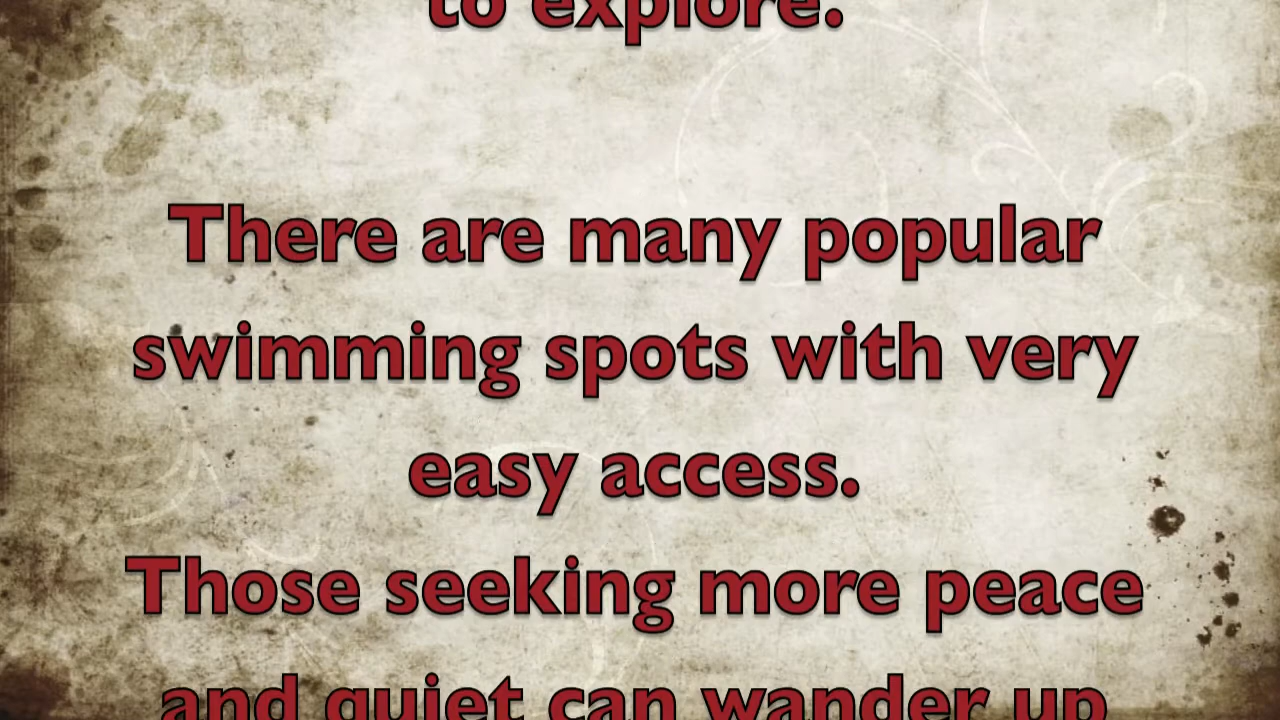 to explore.
There are many popular
swimming spots with very
easy access.
Those seeking more peace
and quiet can wander up